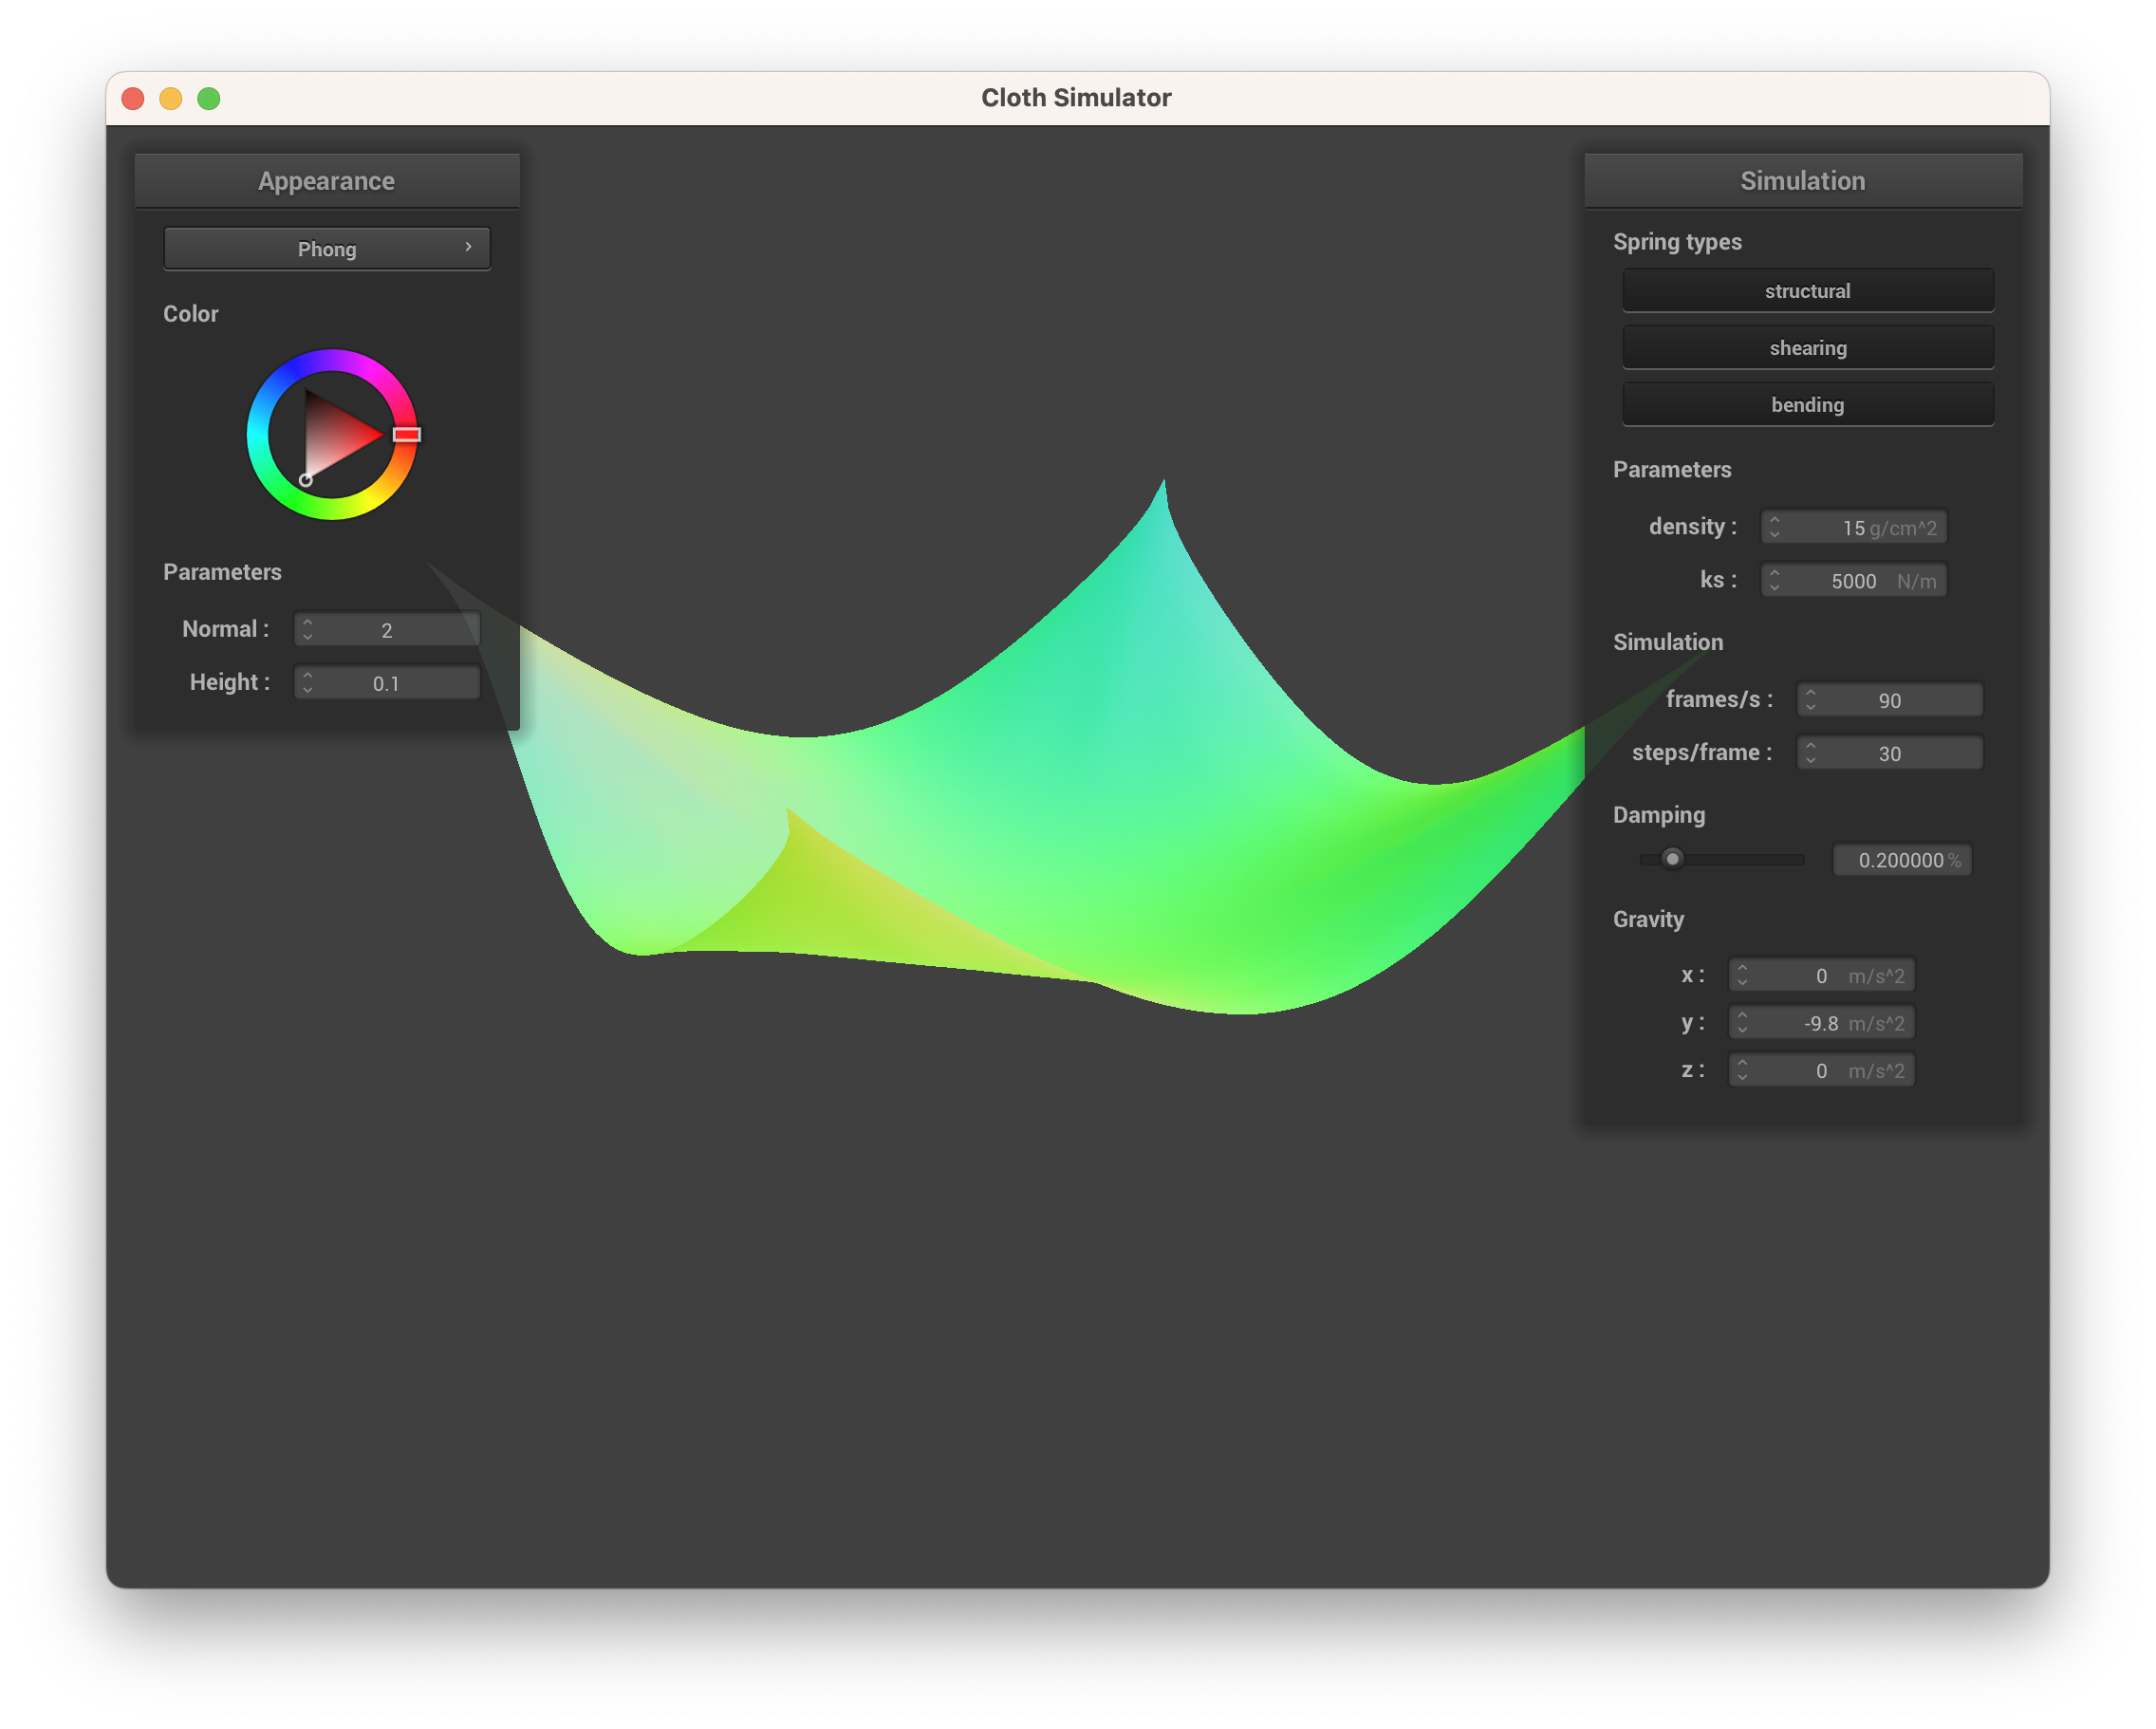 Cloth Simulator
Appearance
Phong
Color
Parameters
Normal : 2
Height : 0.1
Simulation
Spring types
structural
shearing
bending
Parameters
density : 15 g/cm^2
ks : 5000 N/m
Simulation
frames/s : 90
steps/frame : 30
Damping
0.200000 %
Gravity
x : 0 m/s^2
y : -9.8 m/s^2
z : 0 m/s^2